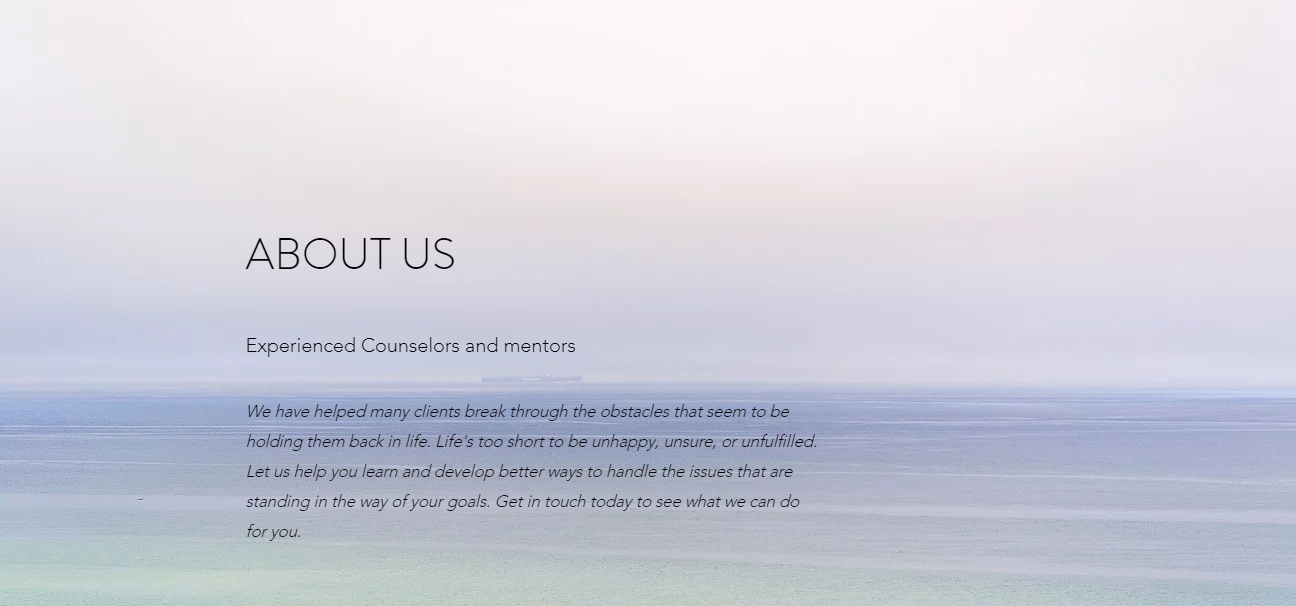 ABOUT US
Experienced Counselors and mentors
We have helped many clients break through the obstacles that seem to be
holding them back in life. Life's too short to be unhappy, unsure, or unfulfilled.
Let us help you learn and develop better ways to handle the issues that are
standing in the way of your goals. Get in touch today to see what we can do
for you.